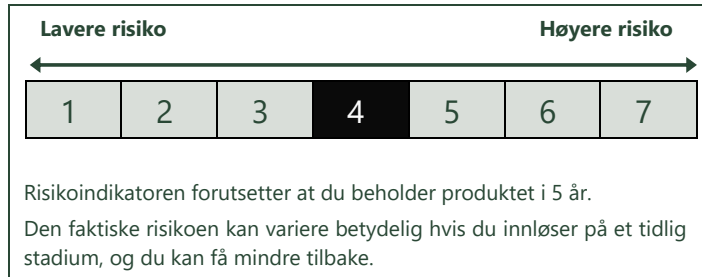 Lavere risiko Høyere risiko
1 2 3 4 5 6 7
Risikoindikatoren forutsetter at du beholder produktet i 5 år.
Den faktiske risikoen kan variere betydelig hvis du innløser på et tidlig
stadium, og du kan få mindre tilbake.